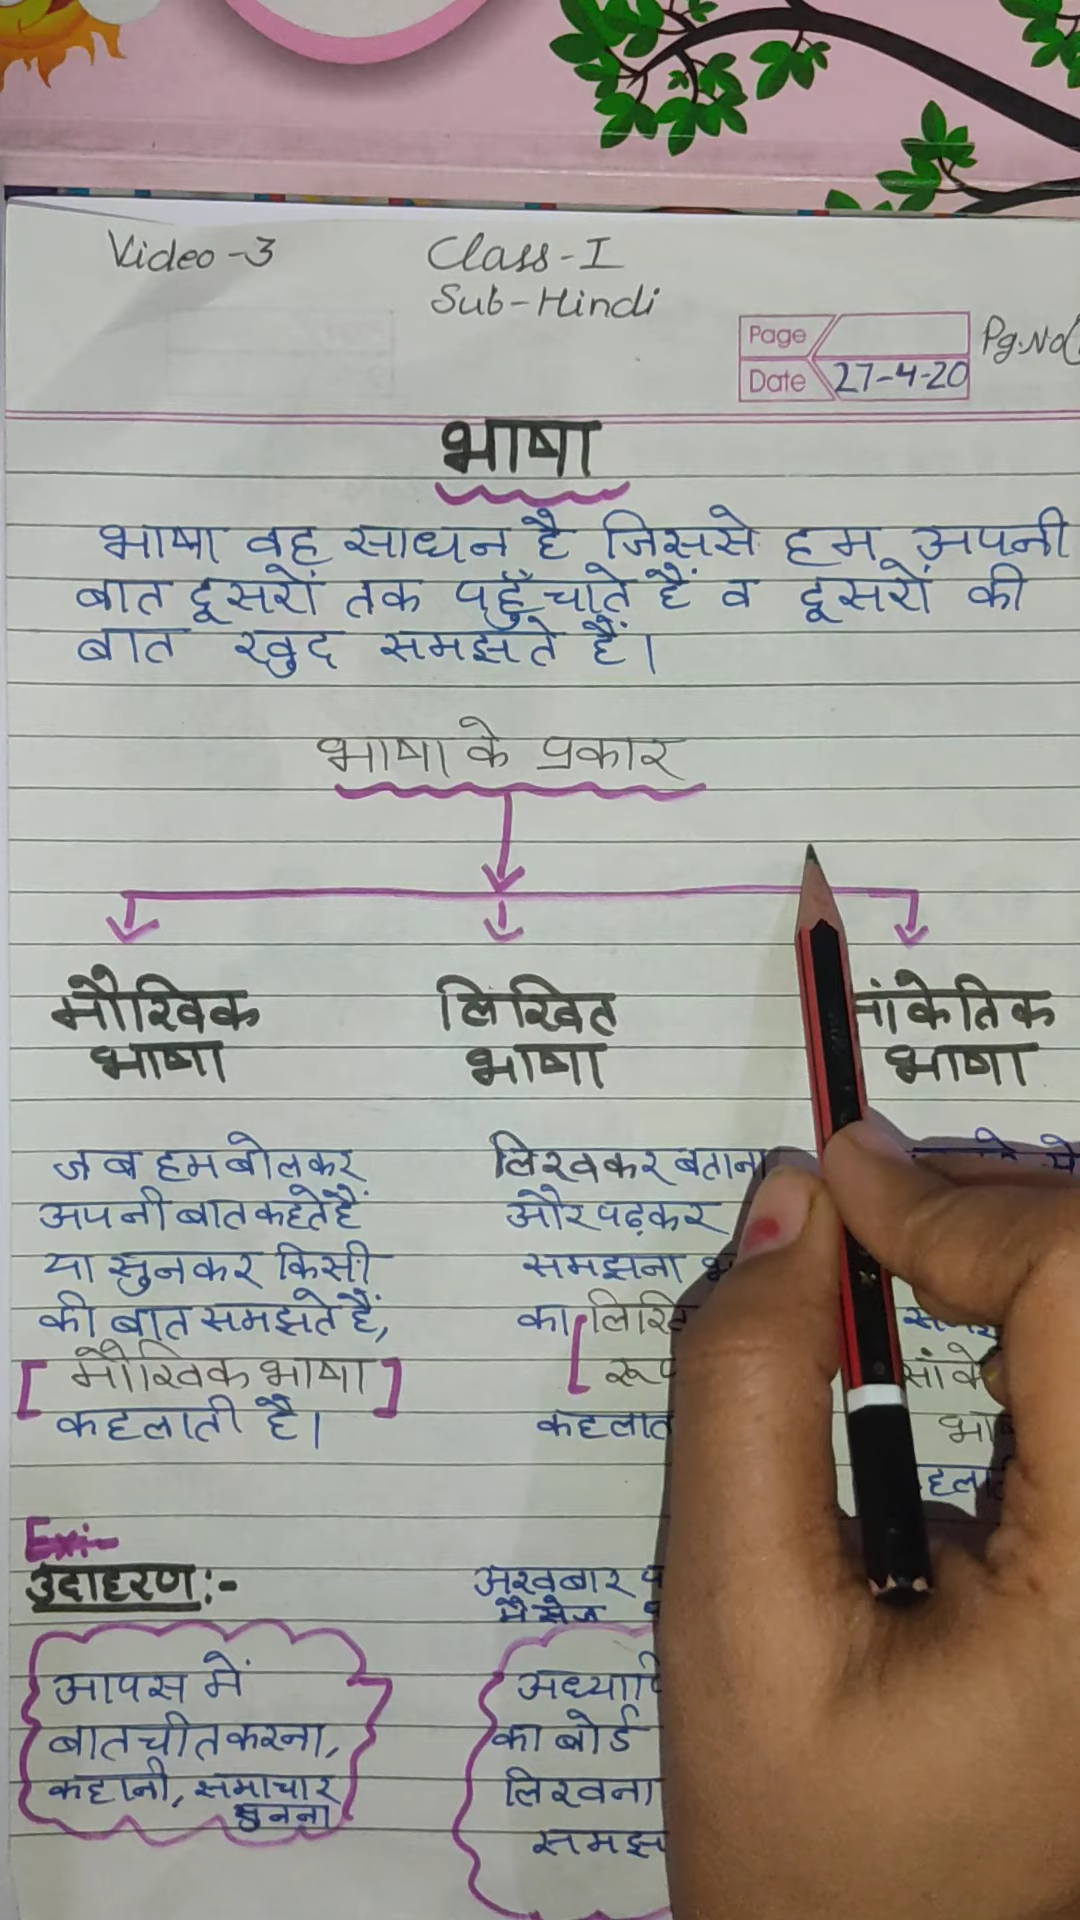 Video-3
Class-I
Sub-Hindi
Page
Pg.No
Date 27-4-20
भाषा
भाषा वह साधन है जिससे हम अपनी
बात दूसरों तक पहुँचाते हैं व दूसरों की
बात खुद समझते हैं।
भाषा के प्रकार
मौखिक
भाषा
जब हम बोलकर
अपनी बात कहते हैं
या सुनकर किसी
की बात समझते हैं,
[मौखिक भाषा]
कहलाती है।
लिखित
भाषा
लिखकर बताना
और पढ़कर
समझना
का
कहलात
भाषा
Ex:-
उदाहरण:-
आपस में
बातचीत करना,
कहानी, समाचार
सुनना
अखबार
मैसेज
का बोर्ड
लिखना